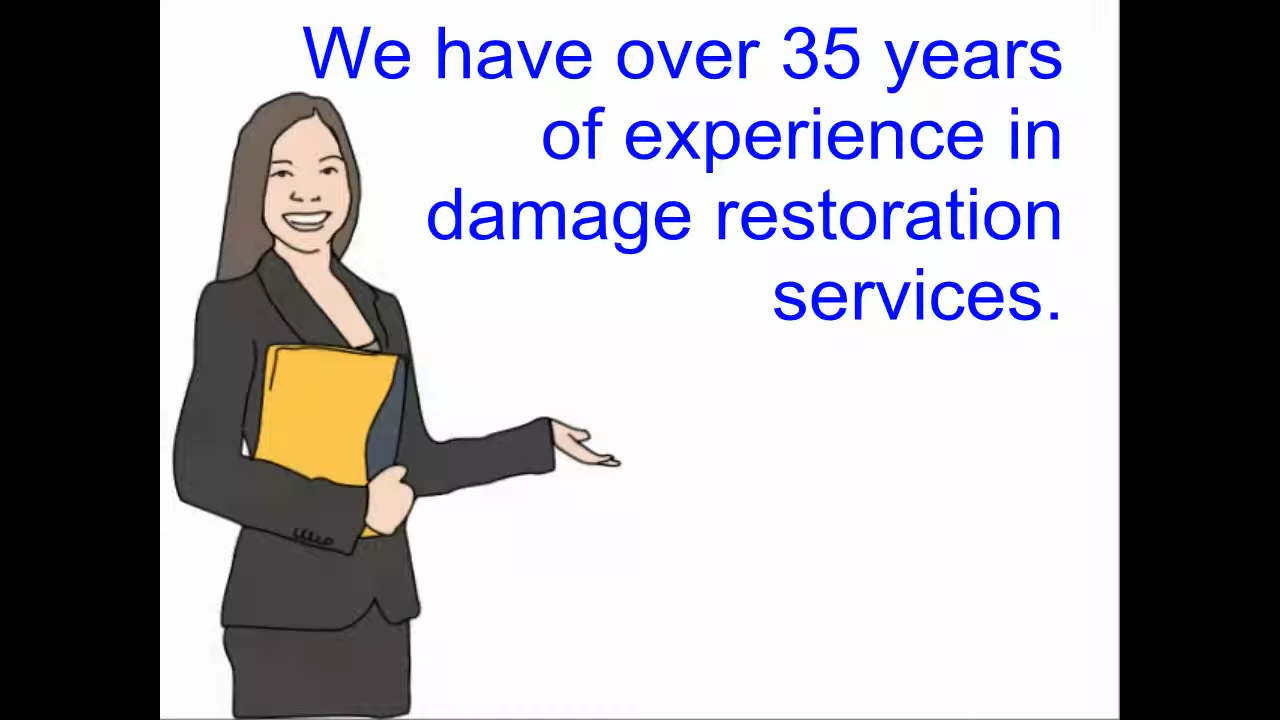 We have over 35 years
of experience in
damage restoration
services.